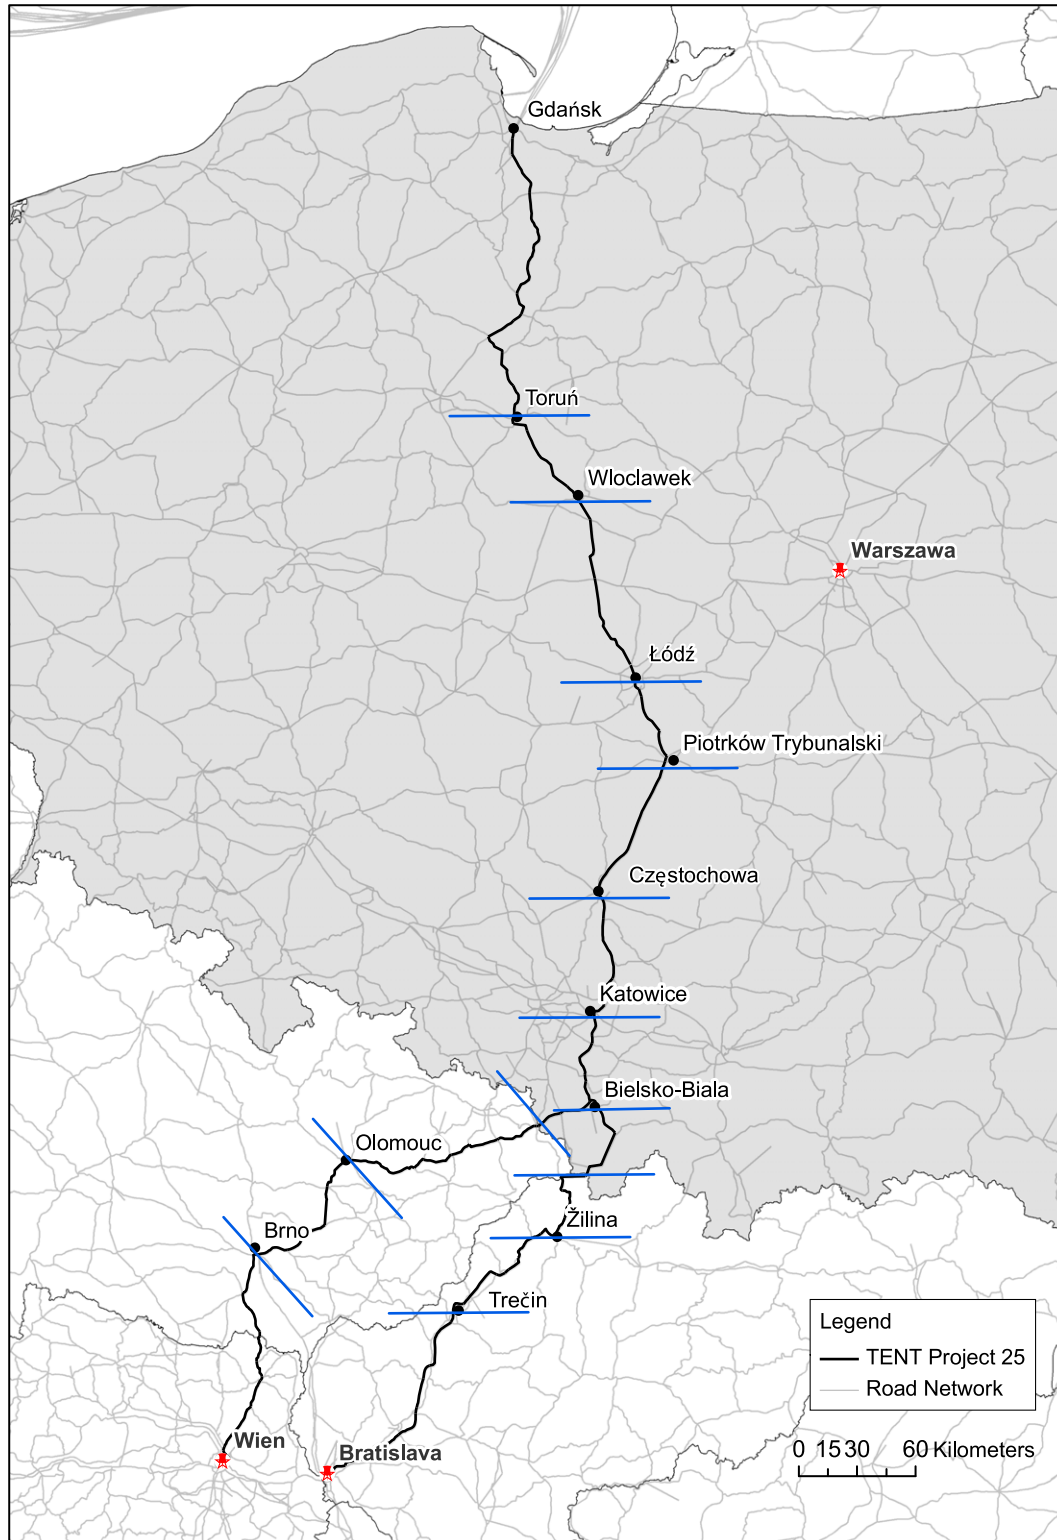 Gdańsk
Toruń
Wloclawek
Warszawa
Łódź
Piotrków Trybunalski
Częstochowa
Katowice
Bielsko-Biala
Olomouc
Žilina
Brno
Trečin
Legend
TENT Project 25
Road Network
Wien
Bratislava
0 15 30 60 Kilometers